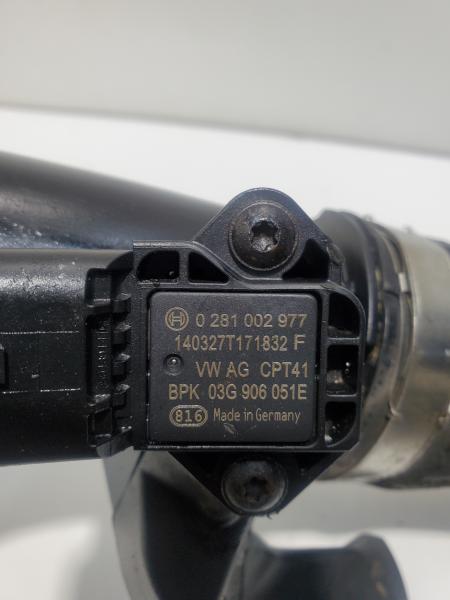 0 281 002 977
140327T171832 F
VW AG CPT41
BPK 03G 906 051E
816 Made in Germany